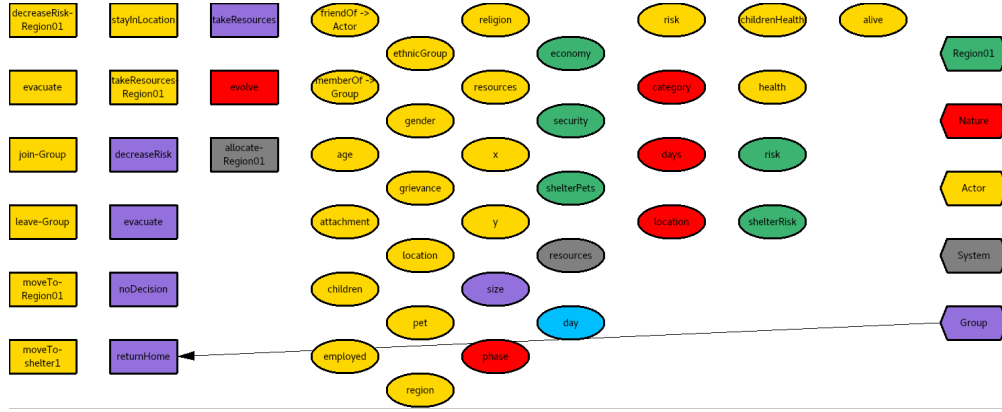 decreaseRisk-
Region01
stayInLocation
takeResources
friendOf ->
Actor
religion
risk
childrenHealth
alive
ethnicGroup
economy
Region01
evacuate
takeResources-
Region01
evolve
memberOf ->
Group
resources
category
health
gender
security
Nature
join-Group
decreaseRisk
allocate-
Region01
age
x
days
risk
grievance
shelterPets
Actor
leave-Group
evacuate
attachment
y
location
shelterRisk
location
resources
System
moveTo-
Region01
noDecision
children
size
pet
day
Group
moveTo-
shelter1
returnHome
employed
phase
region